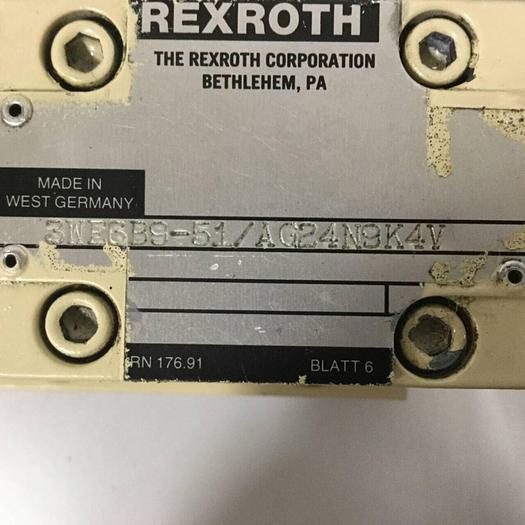 REXROTH
THE REXROTH CORPORATION
BETHLEHEM, PA
MADE IN
WEST GERMANY
3WE6B9-51/AG24N9K4V
RN 176.91
BLATT 6